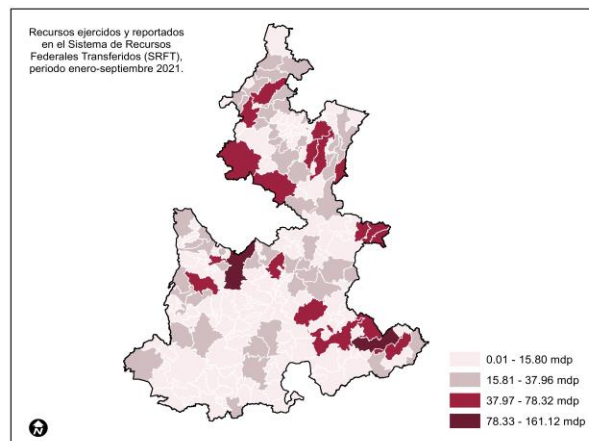 Recursos ejercidos y reportados
en el Sistema de Recursos
Federales Transferidos (SRFT),
periodo enero-septiembre 2021.
0.01 - 15.80 mdp
15.81 - 37.96 mdp
37.97 - 78.32 mdp
78.33 - 161.12 mdp
N